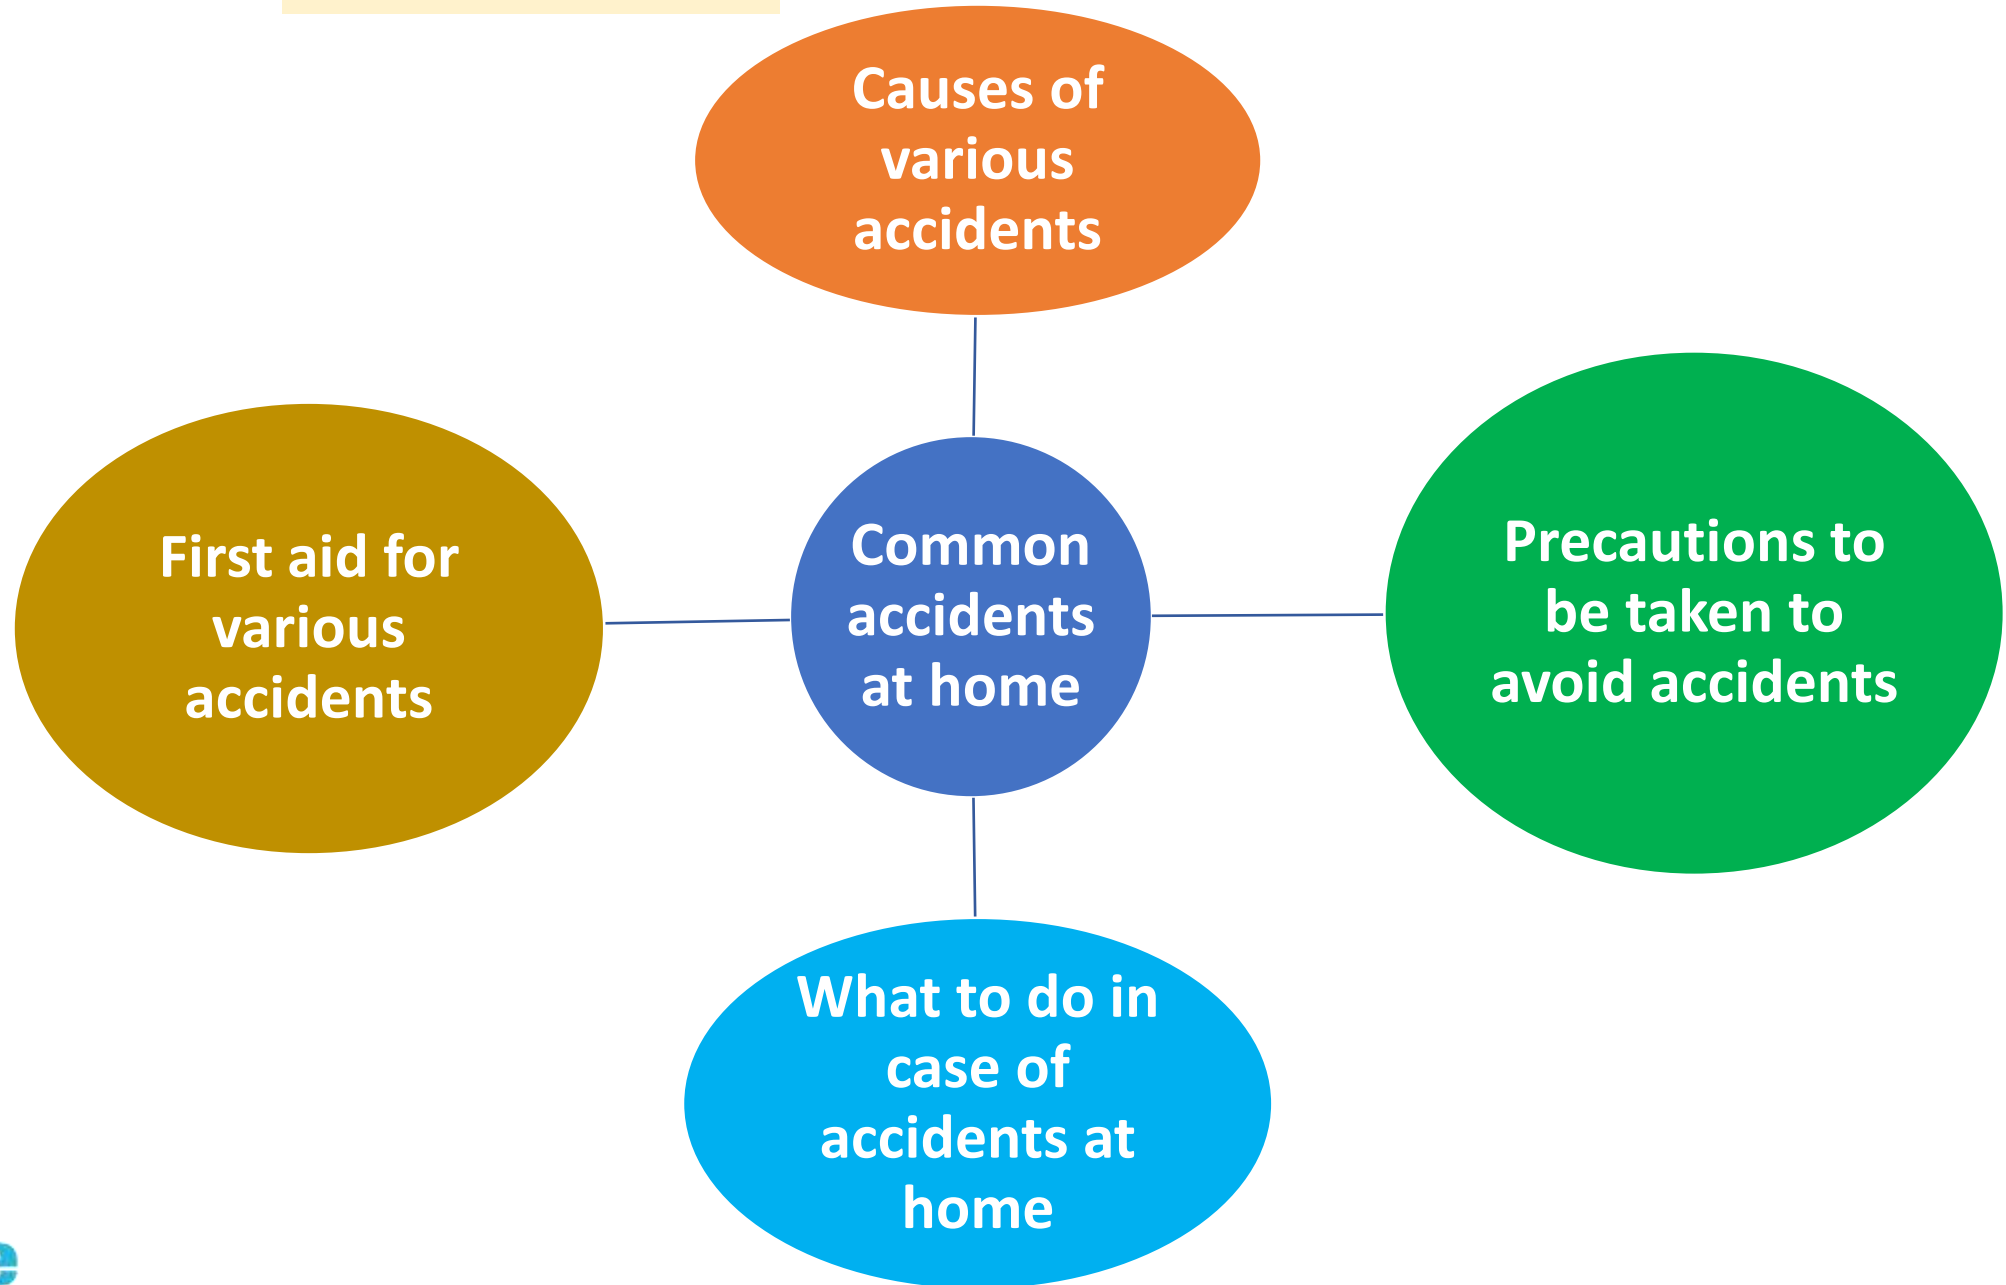 Causes of
various
accidents
First aid for
various
accidents
Common
accidents
at home
Precautions to
be taken to
avoid accidents
What to do in
case of
accidents at
home
e